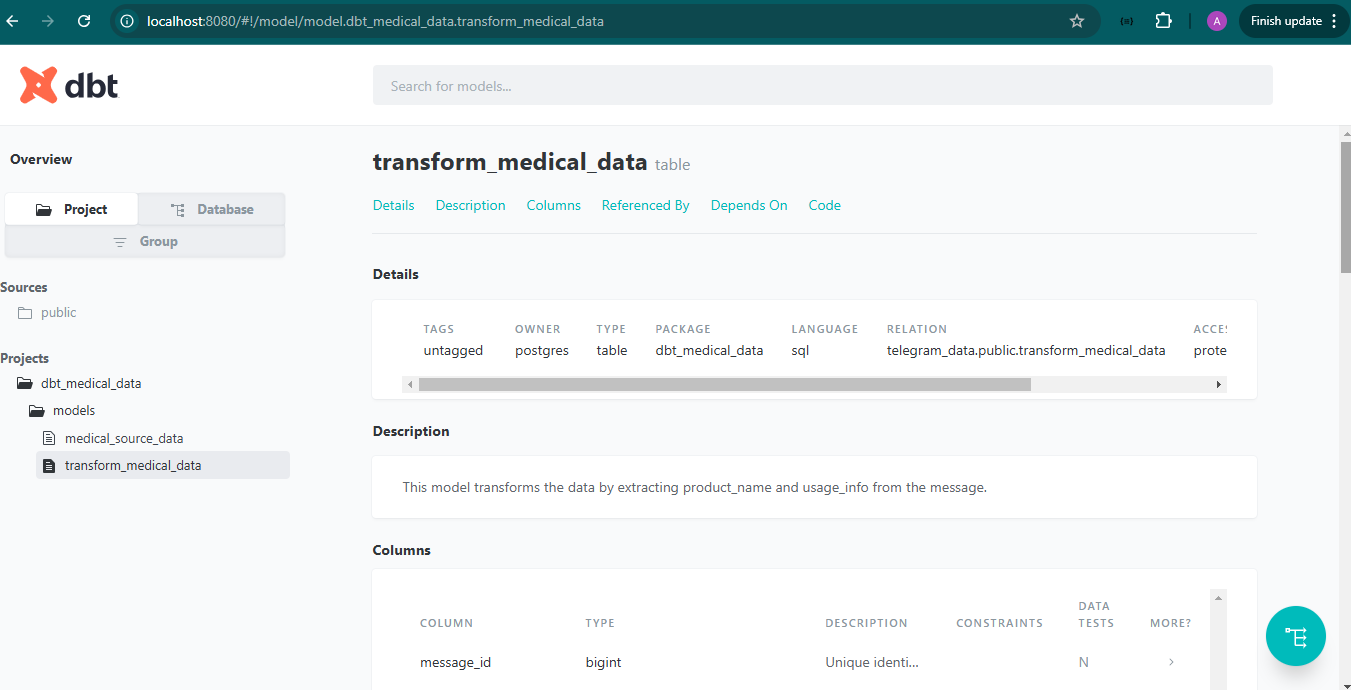 localhost:8080/#!/model/model.dbt_medical_data.transform_medical_data
A
Finish update
dbt
Search for models...
Overview
Project
Database
Group
Sources
public
Projects
dbt_medical_data
models
medical_source_data
transform_medical_data
transform_medical_data table
Details Description Columns Referenced By Depends On Code
Details
TAGS OWNER TYPE PACKAGE LANGUAGE RELATION ACCES
untagged postgres table dbt_medical_data sql telegram_data.public.transform_medical_data prote
Description
This model transforms the data by extracting product_name and usage_info from the message.
Columns
COLUMN TYPE DESCRIPTION CONSTRAINTS DATA TESTS MORE?
message_id bigint Unique identi... N